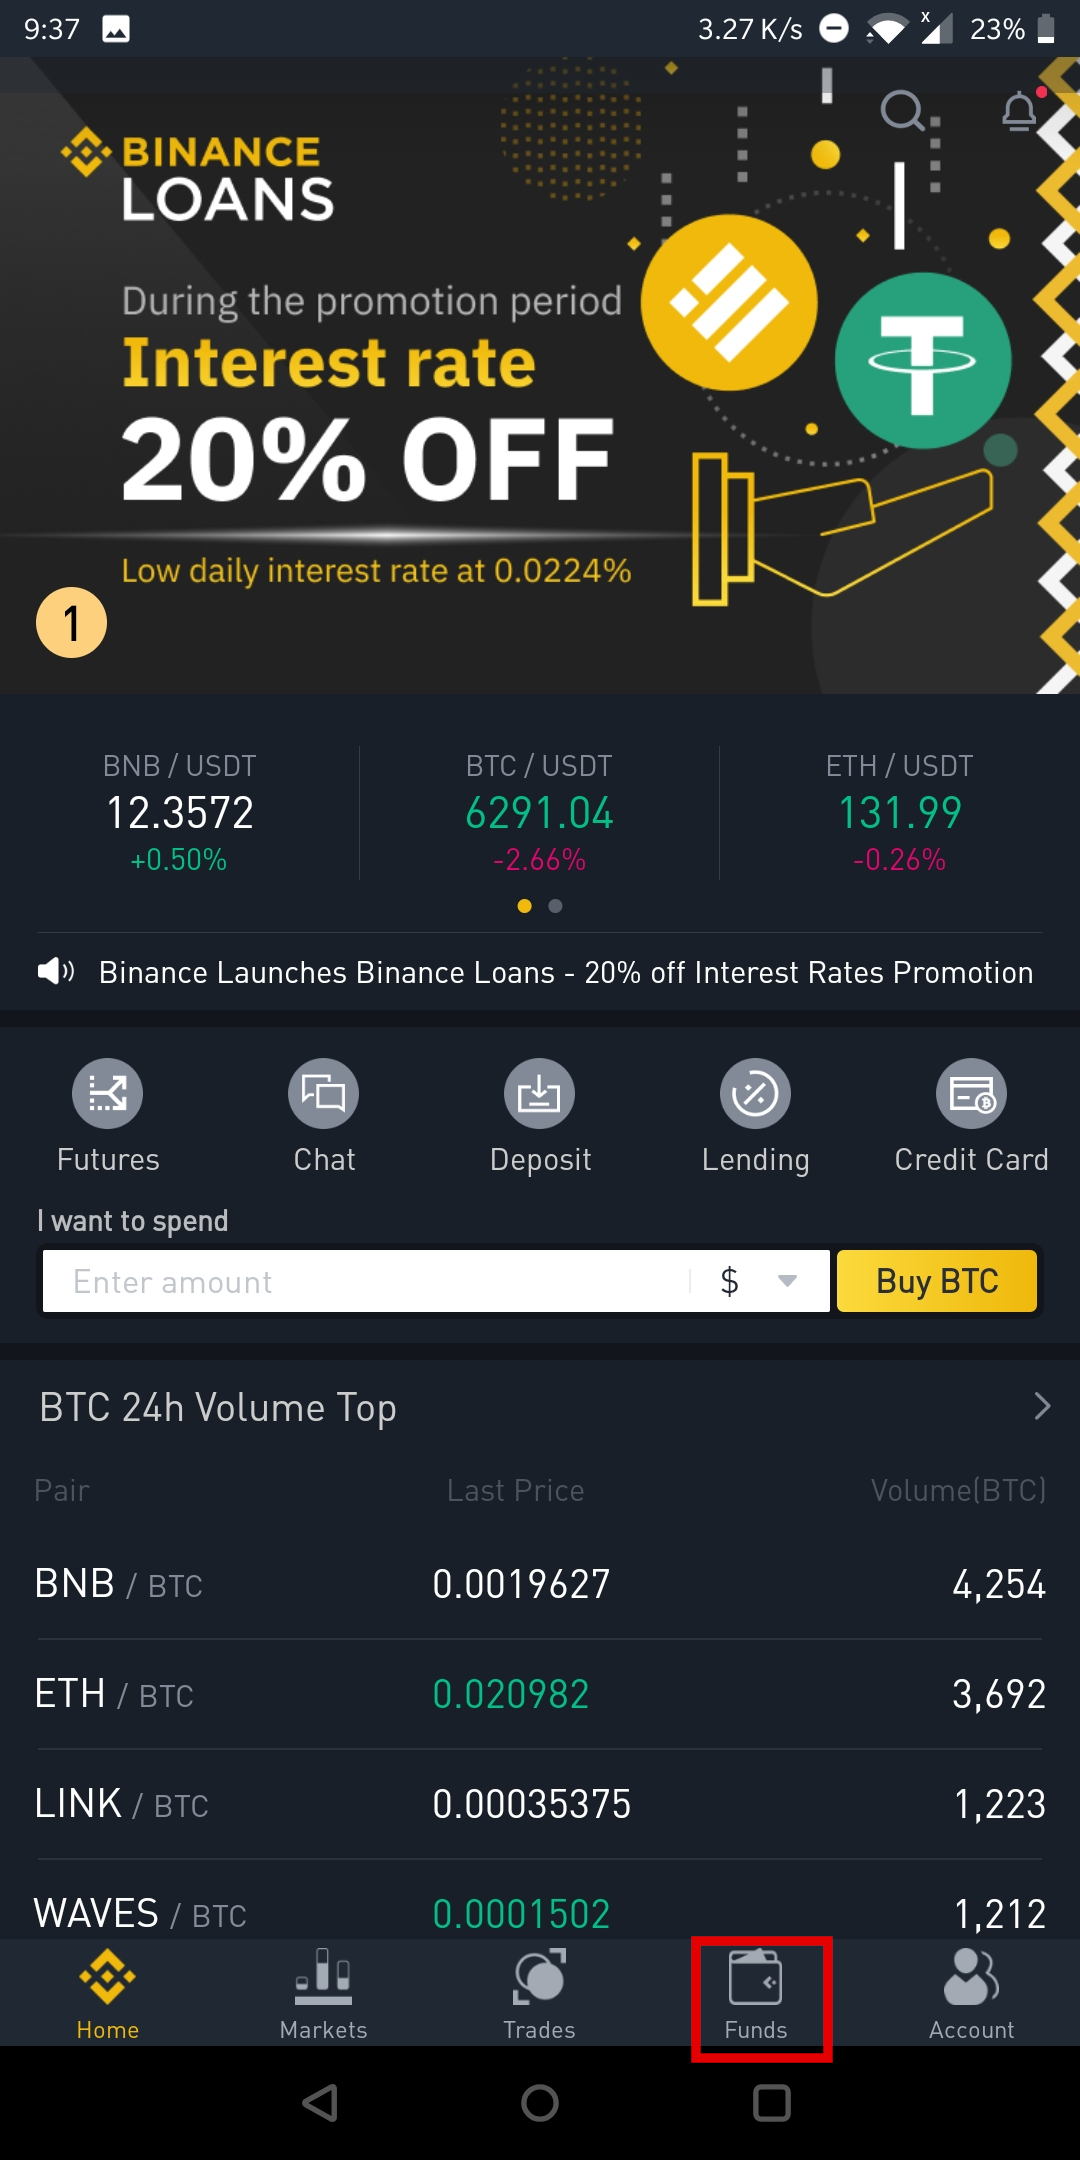 9:37 3.27 K/s x 23%
BINANCE
LOANS
During the promotion period
Interest rate
20% OFF
Low daily interest rate at 0.0224%
1
BNB / USDT BTC / USDT ETH / USDT
12.3572 6291.04 131.99
+0.50% -2.66% -0.26%
Binance Launches Binance Loans - 20% off Interest Rates Promotion
Futures Chat Deposit Lending Credit Card
I want to spend
Enter amount $ Buy BTC
BTC 24h Volume Top
Pair Last Price Volume(BTC)
BNB / BTC 0.0019627 4,254
ETH / BTC 0.020982 3,692
LINK / BTC 0.00035375 1,223
WAVES / BTC 0.0001502 1,212
Home Markets Trades Funds Account